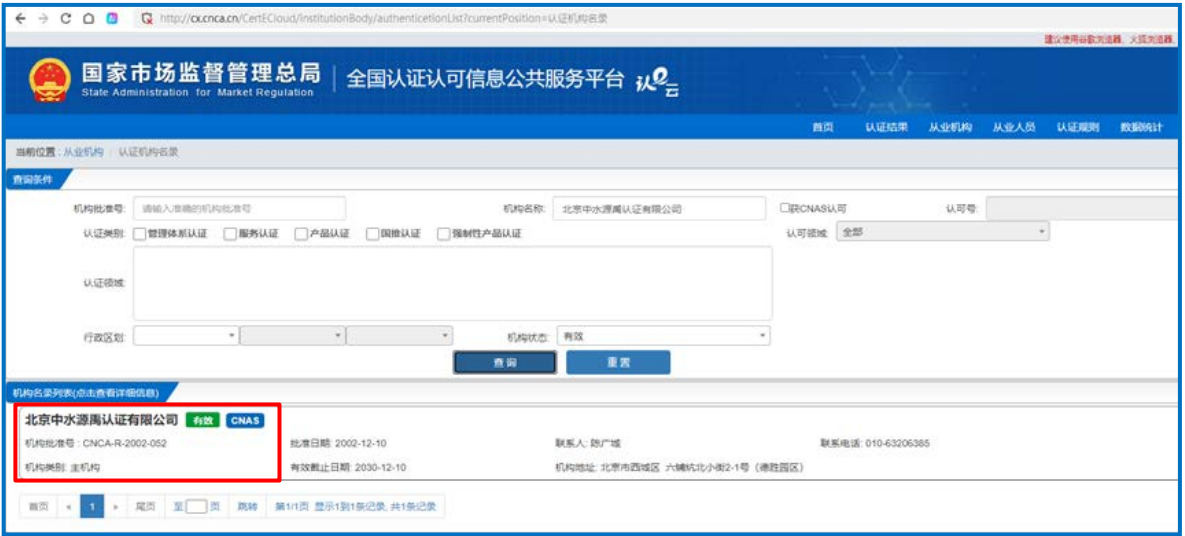 http://cx.cnca.cn/CertECloud/institutionBody/authenticetionList?currentPosition=认证机构名录
建议使用谷歌浏览器、火狐浏览器,
国家市场监督管理总局 全国认证认可信息公共服务平台 认e云
State Administration for Market Regulation
首页 认证结果 从业机构 从业人员 认证规则 数据统计
当前位置: 从业机构 / 认证机构名录
查询条件
机构批准号: 请输入准确的机构批准号 机构名称: 北京中水源禹认证有限公司 获CNAS认可 认可号:
认证类别: 管理体系认证 服务认证 产品认证 国推认证 强制性产品认证 认可领域: 全部
认证领域:
行政区划: 机构状态: 有效
查询 重置
机构名录列表(点击查看详细信息)
北京中水源禹认证有限公司 有效 CNAS
机构批准号: CNCA-R-2002-052 批准日期: 2002-12-10 联系人: 陈广域 联系电话: 010-63206385
机构类别: 主机构 有效截止日期: 2030-12-10 机构地址: 北京市西城区 六铺炕北小街2-1号 (德胜园区)
首页 « 1 » 尾页 至 页 跳转 第1/1页 显示1到1条记录, 共1条记录